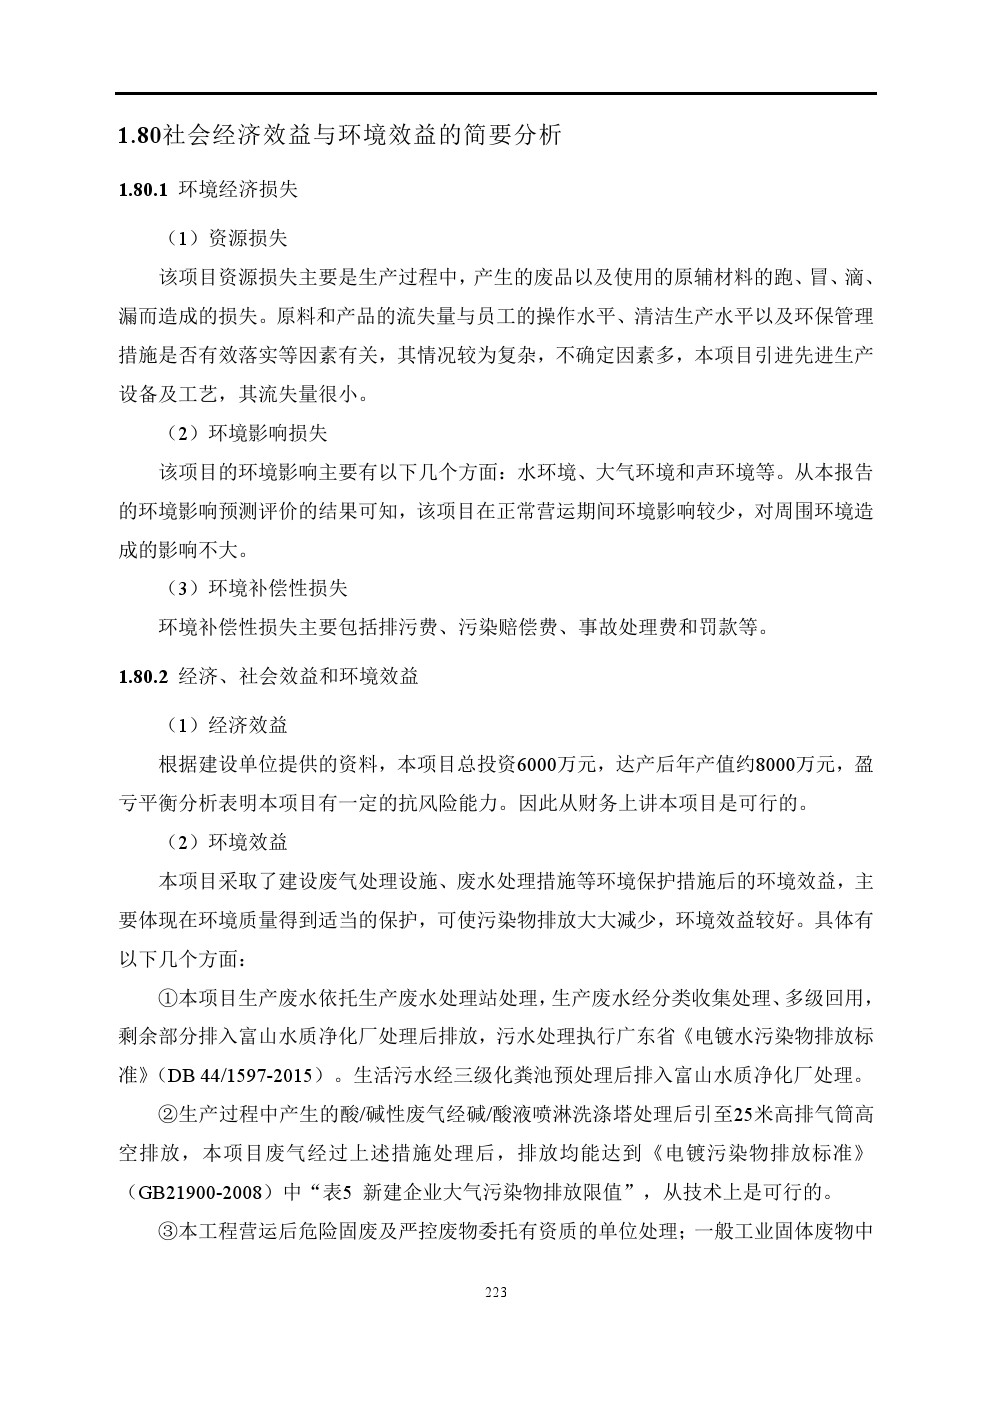 1.80社会经济效益与环境效益的简要分析
1.80.1 环境经济损失
（1）资源损失
该项目资源损失主要是生产过程中，产生的废品以及使用的原辅材料的跑、冒、滴、
漏而造成的损失。原料和产品的流失量与员工的操作水平、清洁生产水平以及环保管理
措施是否有效落实等因素有关，其情况较为复杂，不确定因素多，本项目引进先进生产
设备及工艺，其流失量很小。
（2）环境影响损失
该项目的环境影响主要有以下几个方面：水环境、大气环境和声环境等。从本报告
的环境影响预测评价的结果可知，该项目在正常营运期间环境影响较少，对周围环境造
成的影响不大。
（3）环境补偿性损失
环境补偿性损失主要包括排污费、污染赔偿费、事故处理费和罚款等。
1.80.2 经济、社会效益和环境效益
（1）经济效益
根据建设单位提供的资料，本项目总投资6000万元，达产后年产值约8000万元，盈
亏平衡分析表明本项目有一定的抗风险能力。因此从财务上讲本项目是可行的。
（2）环境效益
本项目采取了建设废气处理设施、废水处理措施等环境保护措施后的环境效益，主
要体现在环境质量得到适当的保护，可使污染物排放大大减少，环境效益较好。具体有
以下几个方面：
①本项目生产废水依托生产废水处理站处理，生产废水经分类收集处理、多级回用，
剩余部分排入富山水质净化厂处理后排放，污水处理执行广东省《电镀水污染物排放标
准》（DB 44/1597-2015）。生活污水经三级化粪池预处理后排入富山水质净化厂处理。
②生产过程中产生的酸/碱性废气经碱/酸液喷淋洗涤塔处理后引至25米高排气筒高
空排放，本项目废气经过上述措施处理后，排放均能达到《电镀污染物排放标准》
（GB21900-2008）中“表5 新建企业大气污染物排放限值”，从技术上是可行的。
③本工程营运后危险固废及严控废物委托有资质的单位处理；一般工业固体废物中
223